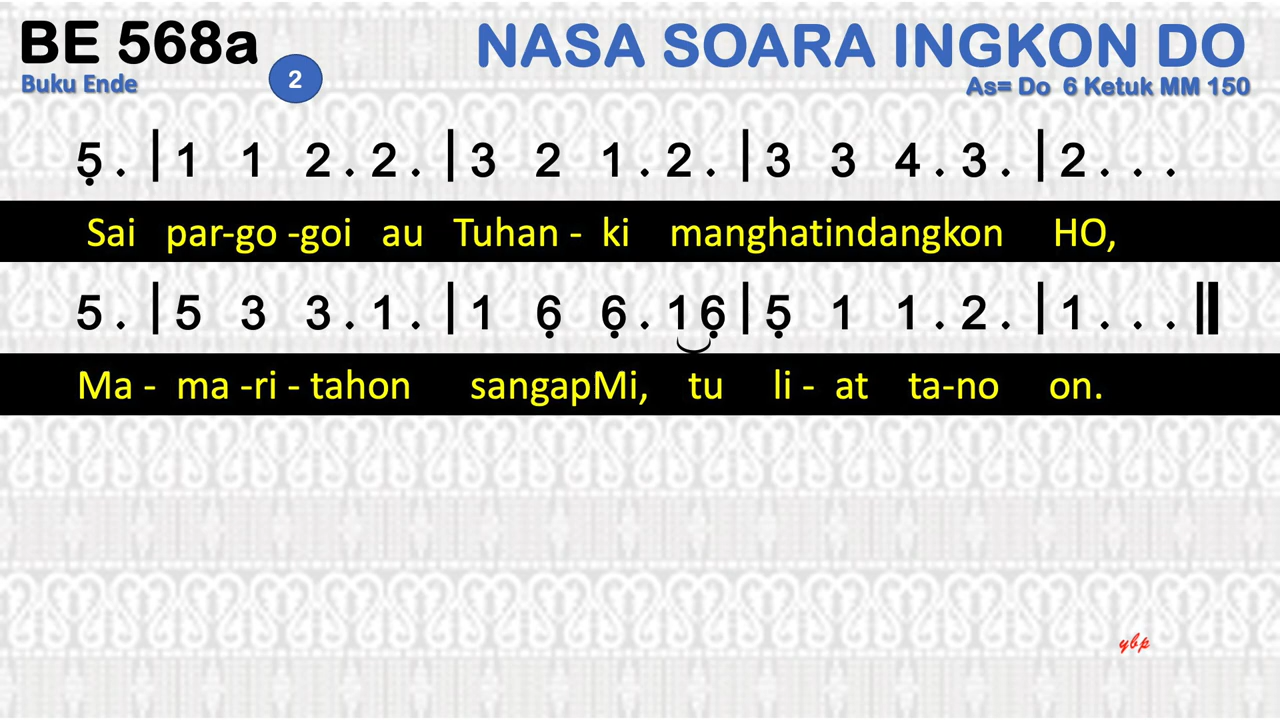 BE 568a
NASA SOARA INGKON DO
Buku Ende
2
As= Do 6 Ketuk MM 150
5̣ . | 1 1 2 . 2 . | 3 2 1 . 2 . | 3 3 4 . 3 . | 2 . . .
Sai par-go -goi au Tuhan - ki manghatindangkon HO,
5 . | 5 3 3 . 1 . | 1 6̣ 6̣ . 16̣ | 5̣ 1 1 . 2 . | 1 . . . ||
Ma - ma -ri - tahon sangapMi, tu li - at ta-no on.
ybp